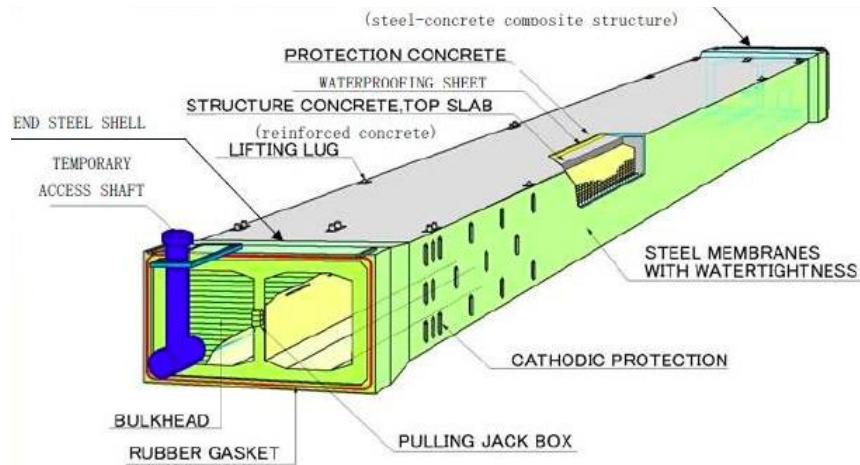 (steel-concrete composite structure)
PROTECTION CONCRETE
WATERPROOFING SHEET
STRUCTURE CONCRETE,TOP SLAB
END STEEL SHELL
(reinforced concrete)
LIFTING LUG
TEMPORARY
ACCESS SHAFT
STEEL MEMBRANES
WITH WATERTIGHTNESS
CATHODIC PROTECTION
BULKHEAD
PULLING JACK BOX
RUBBER GASKET